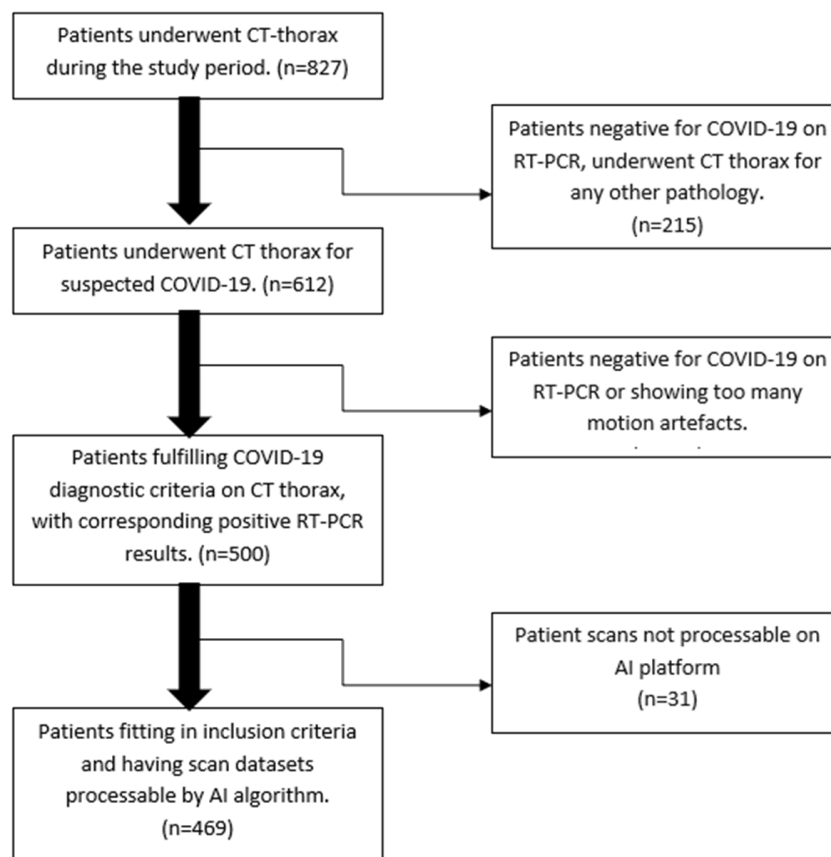 Patients underwent CT-thorax
during the study period. (n=827)
Patients negative for COVID-19 on
RT-PCR, underwent CT thorax for
any other pathology.
(n=215)
Patients underwent CT thorax for
suspected COVID-19. (n=612)
Patients negative for COVID-19 on
RT-PCR or showing too many
motion artefacts.
Patients fulfilling COVID-19
diagnostic criteria on CT thorax,
with corresponding positive RT-PCR
results. (n=500)
Patient scans not processable on
AI platform
(n=31)
Patients fitting in inclusion criteria
and having scan datasets
processable by AI algorithm.
(n=469)